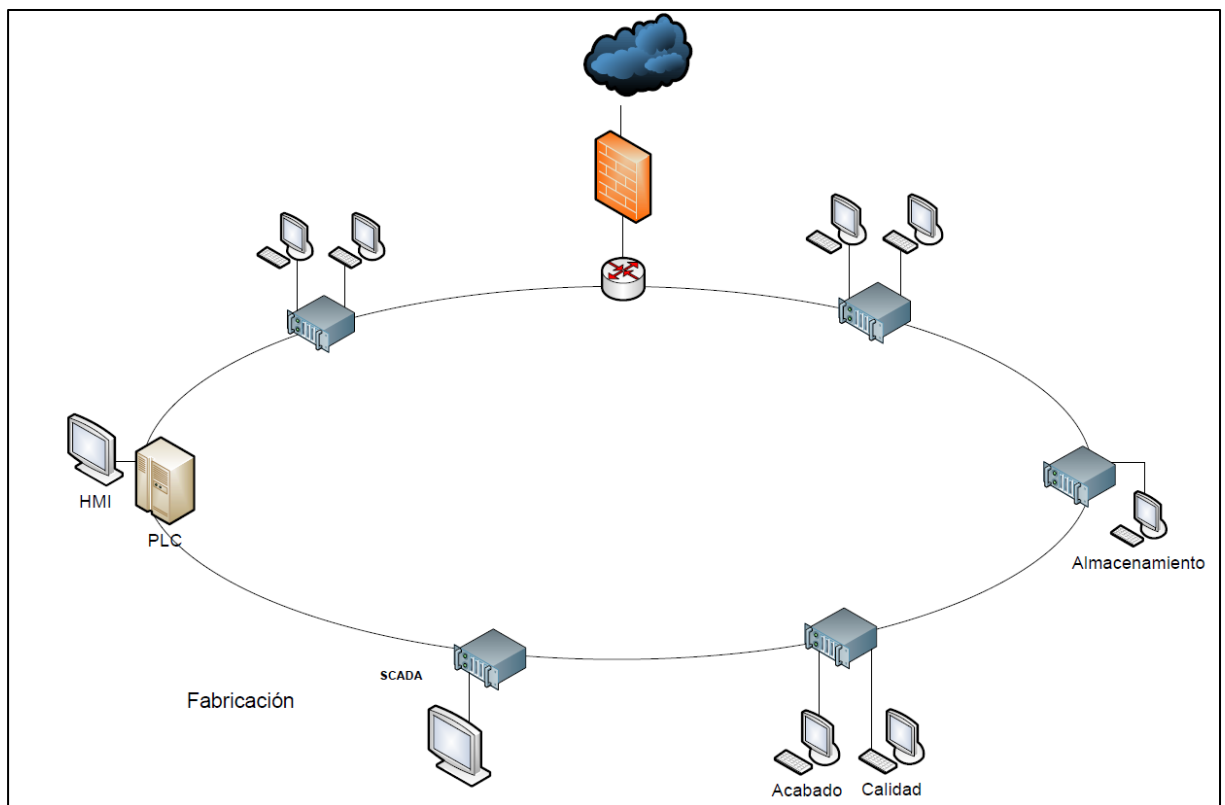 HMI
PLC
Almacenamiento
SCADA
Fabricación
Acabado
Calidad